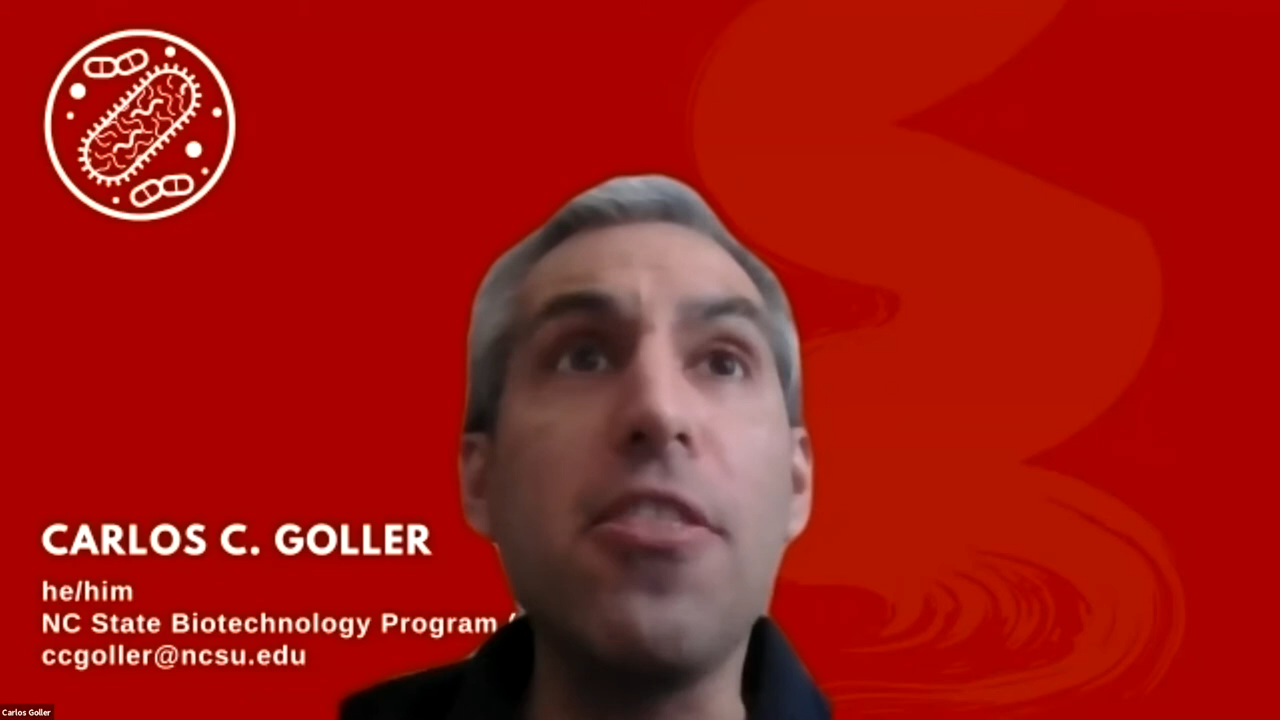 CARLOS C. GOLLER
he/him
NC State Biotechnology Program /
ccgoller@ncsu.edu
Carlos Goller